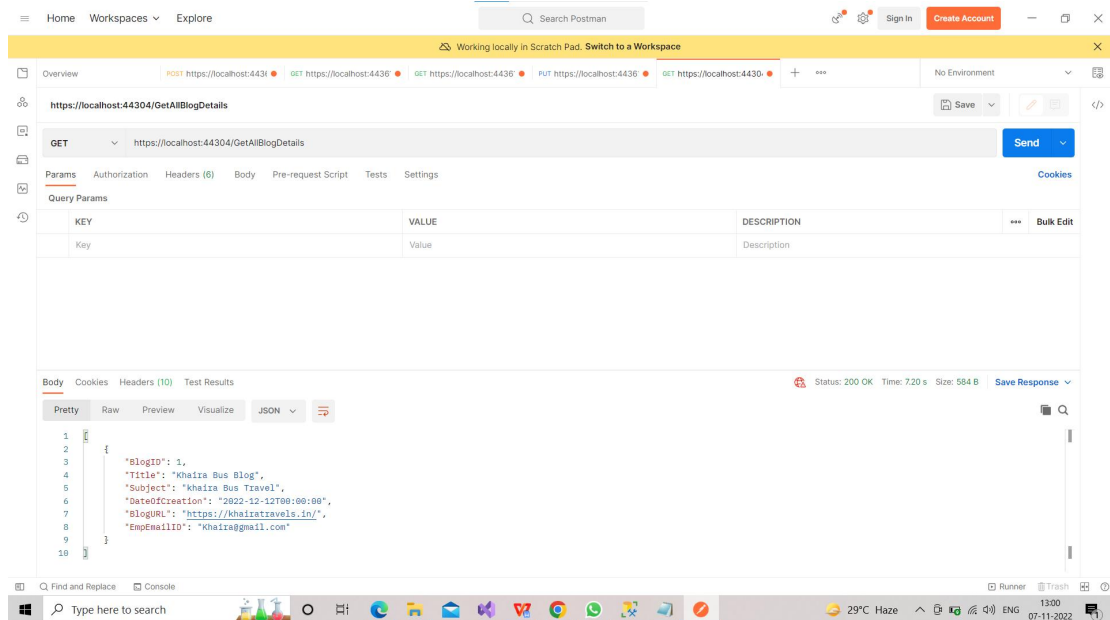 Home Workspaces Explore Search Postman Sign In Create Account
Working locally in Scratch Pad. Switch to a Workspace
Overview POST https://localhost:4436 GET https://localhost:4436 GET https://localhost:4436 PUT https://localhost:4436 GET https://localhost:44304 No Environment
https://localhost:44304/GetAllBlogDetails Save
GET https://localhost:44304/GetAllBlogDetails Send
Params Authorization Headers (6) Body Pre-request Script Tests Settings Cookies
Query Params
KEY VALUE DESCRIPTION Bulk Edit
Key Value Description
Body Cookies Headers (10) Test Results Status: 200 OK Time: 7.20 s Size: 584 B Save Response
Pretty Raw Preview Visualize JSON
1 [
2 {
3 "BlogID": 1,
4 "Title": "Khaira Bus Blog",
5 "Subject": "khaira Bus Travel",
6 "DateOfCreation": "2022-12-12T00:00:00",
7 "BlogURL": "https://khairatravels.in/",
8 "EmpEmailID": "Khaira@gmail.com"
9 }
10 ]
Find and Replace Console Runner Trash
Type here to search 29°C Haze ENG 13:00
07-11-2022